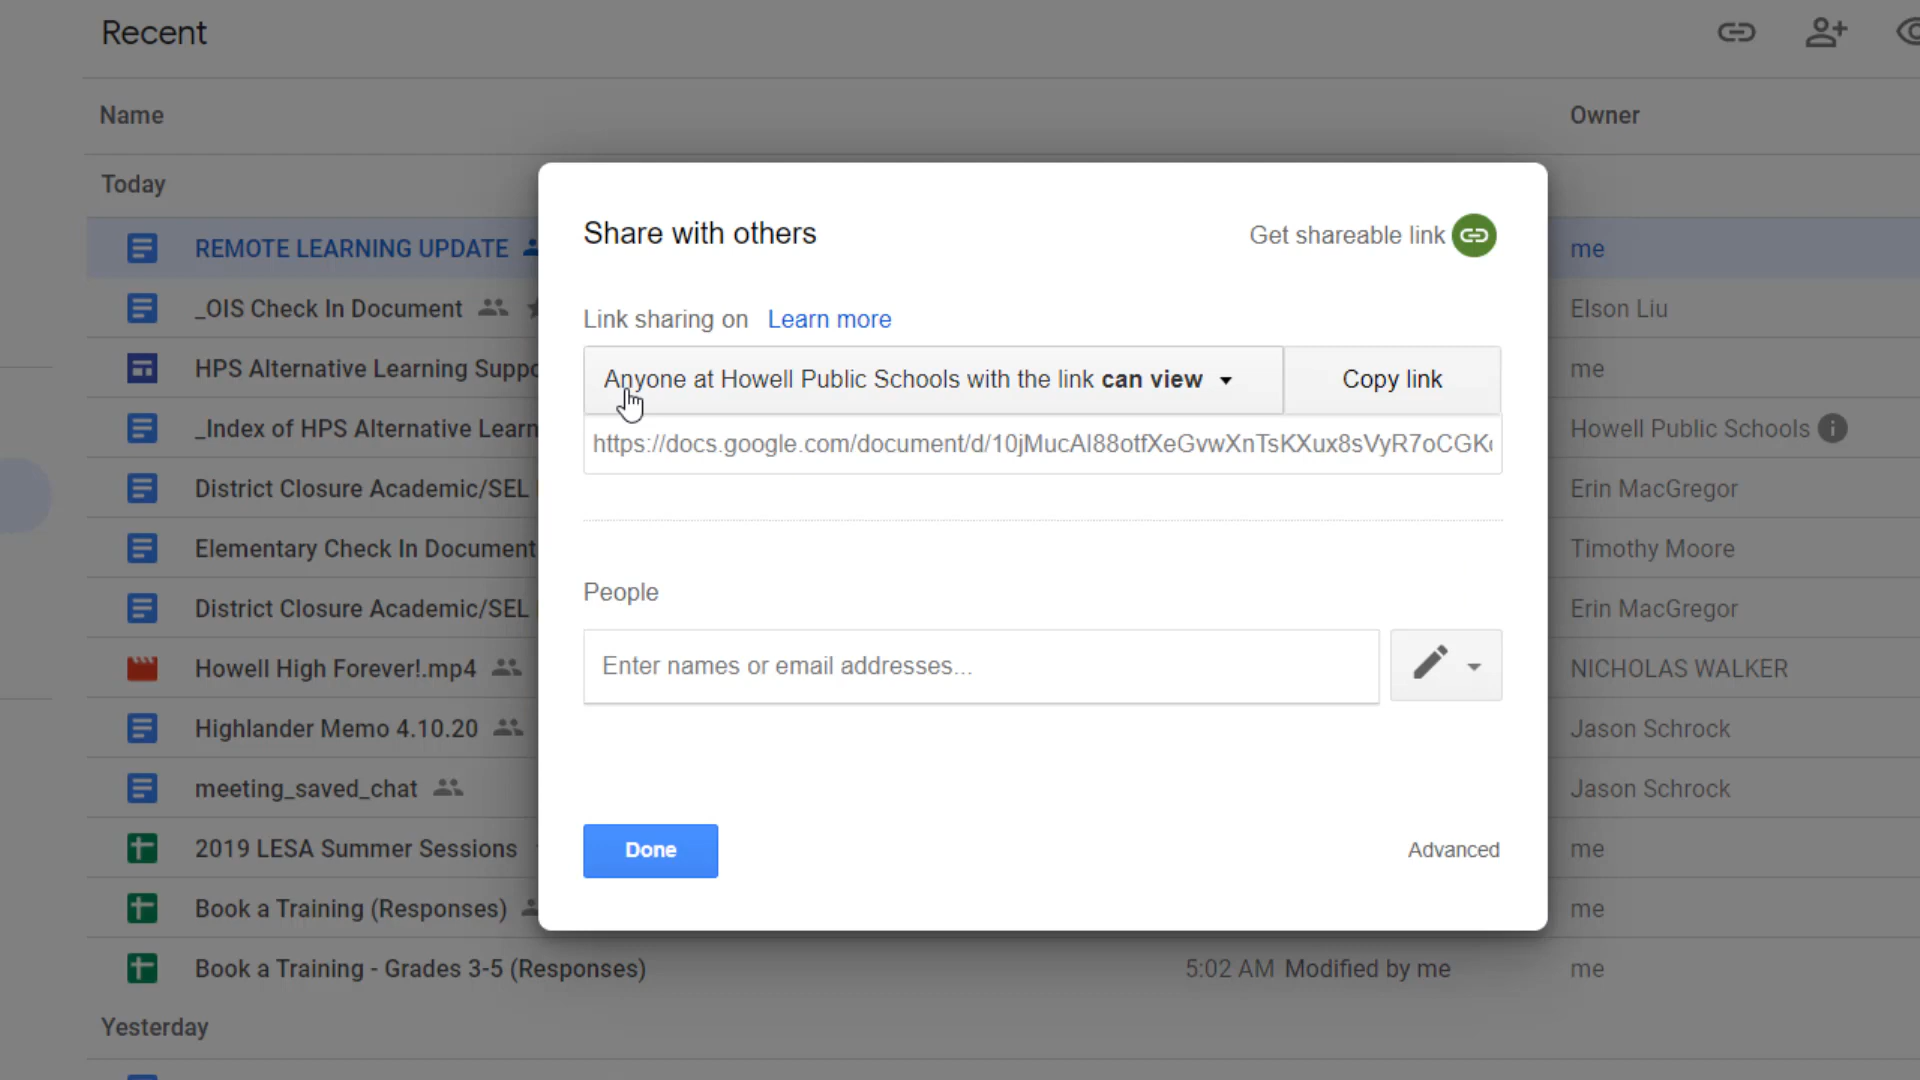 Recent
Name
Owner
Today
Share with others
Get shareable link
REMOTE LEARNING UPDATE
me
_OIS Check In Document
Elson Liu
Link sharing on Learn more
HPS Alternative Learning Suppo
me
Anyone at Howell Public Schools with the link can view
Copy link
_Index of HPS Alternative Learn
Howell Public Schools
https://docs.google.com/document/d/10jMucAI88otfXeGvwXnTsKXux8sVyR7oCGK
District Closure Academic/SEL
Erin MacGregor
Elementary Check In Document
Timothy Moore
People
District Closure Academic/SEL
Erin MacGregor
Enter names or email addresses...
Howell High Forever!.mp4
NICHOLAS WALKER
Highlander Memo 4.10.20
Jason Schrock
meeting_saved_chat
Jason Schrock
2019 LESA Summer Sessions
me
Done
Advanced
Book a Training (Responses)
me
Book a Training - Grades 3-5 (Responses)
5:02 AM Modified by me
me
Yesterday